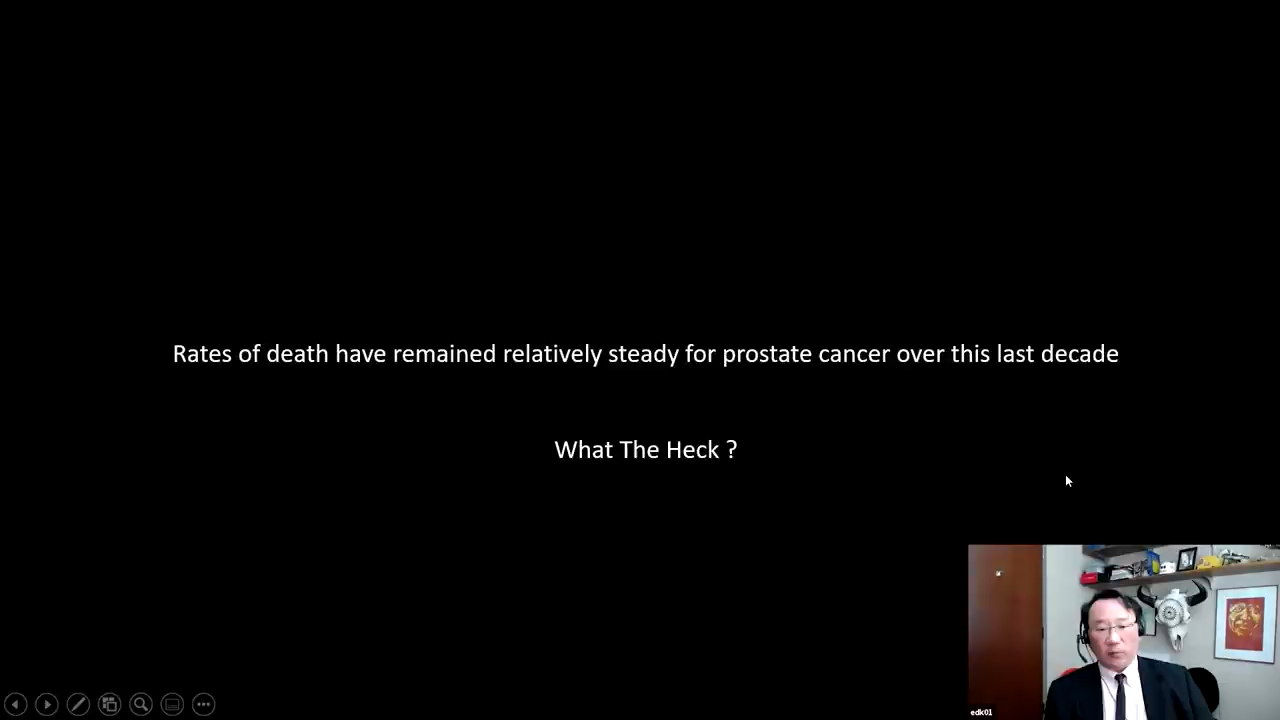 Rates of death have remained relatively steady for prostate cancer over this last decade
What The Heck ?
edk01